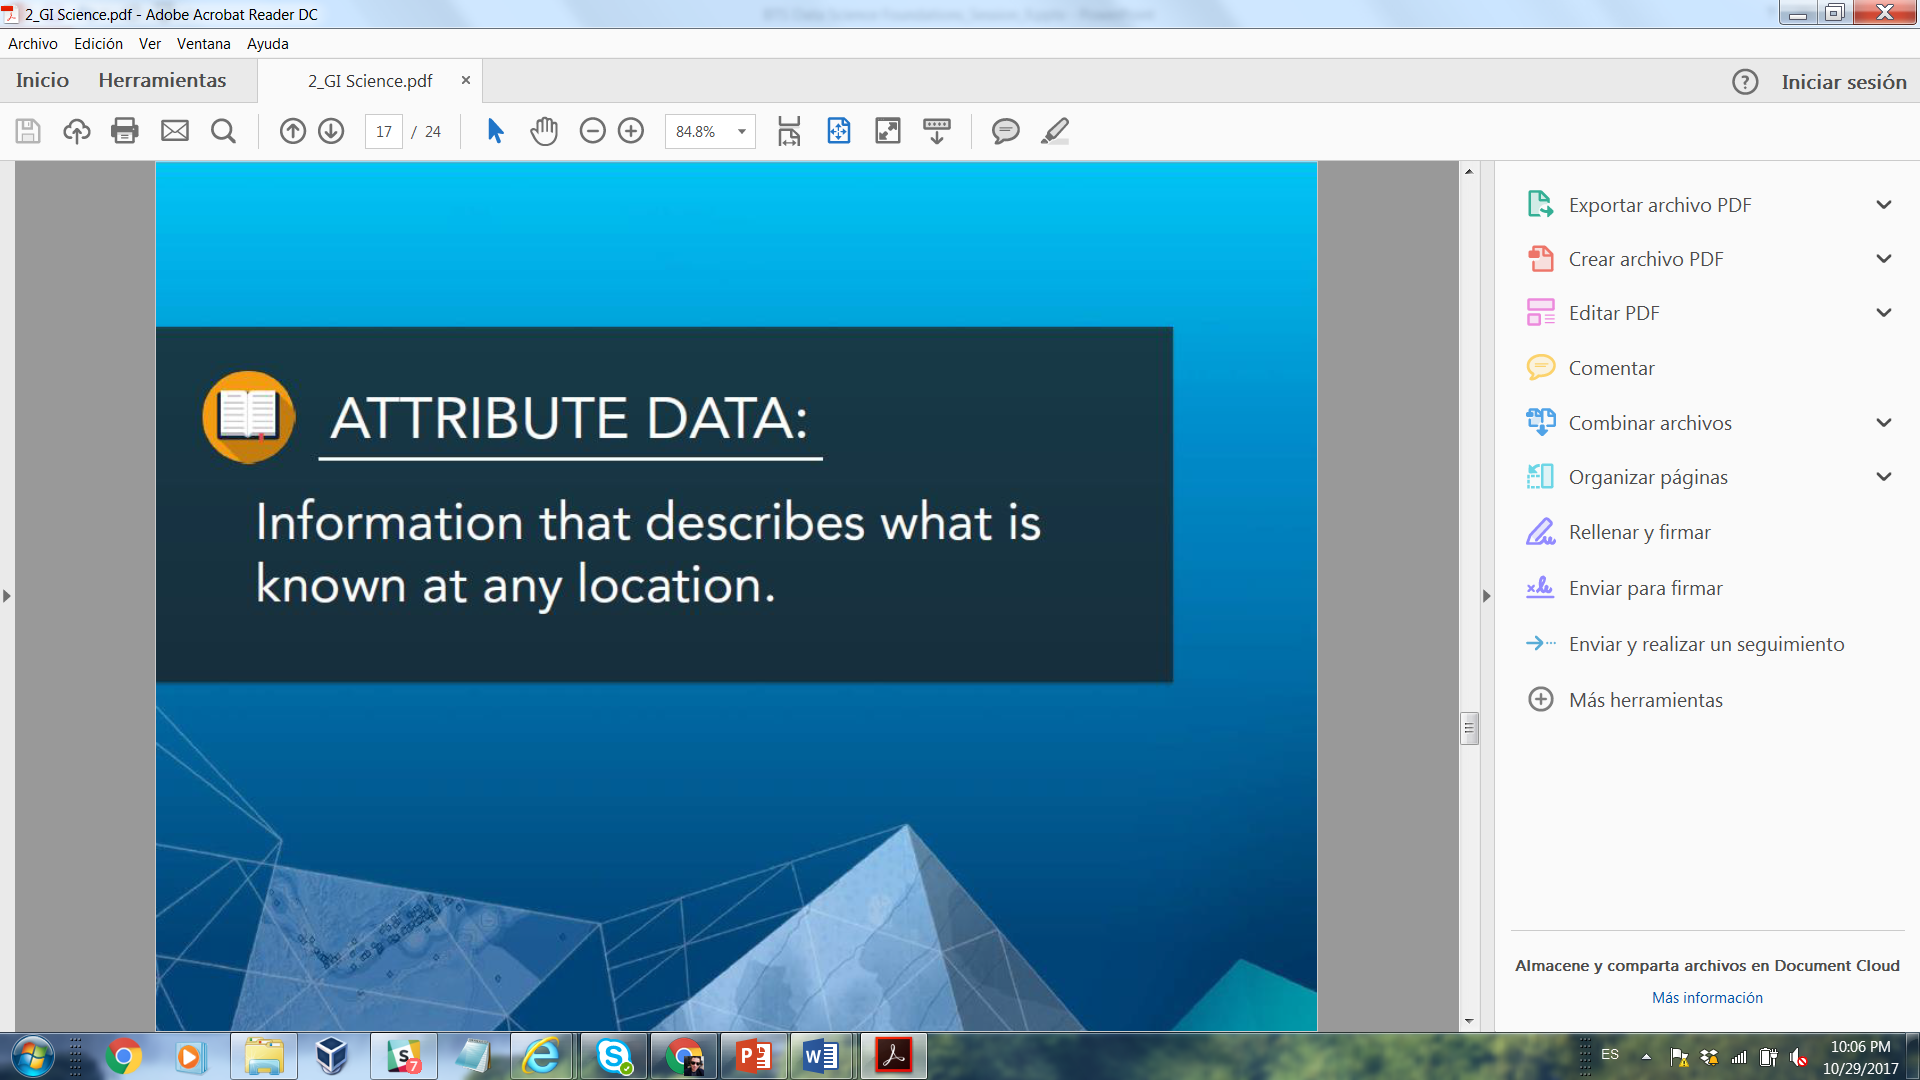 2_GI Science.pdf - Adobe Acrobat Reader DC
Archivo Edición Ver Ventana Ayuda
Inicio Herramientas 2_GI Science.pdf × ? Iniciar sesión
17 / 24 84.8%
Exportar archivo PDF
Crear archivo PDF
Editar PDF
Comentar
Combinar archivos
Organizar páginas
Rellenar y firmar
Enviar para firmar
Enviar y realizar un seguimiento
Más herramientas
ATTRIBUTE DATA:
Information that describes what is
known at any location.
Almacene y comparta archivos en Document Cloud
Más información
7
ES
10:06 PM
10/29/2017